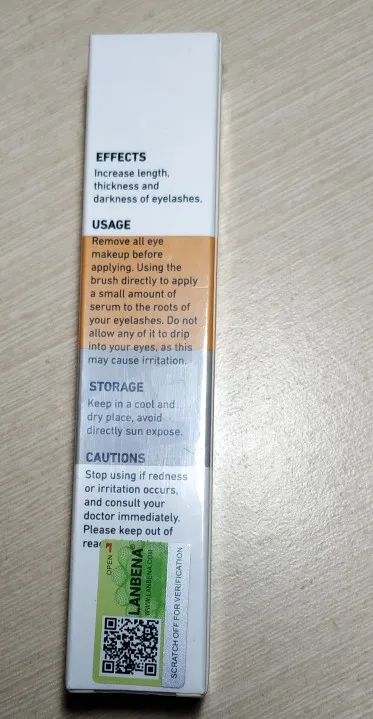 EFFECTS
Increase length,
thickness and
darkness of eyelashes.
USAGE
Remove all eye
makeup before
applying. Using the
brush directly to apply
a small amount of
serum to the roots
of your eyelashes. Do not
allow any of it to drip
into your eyes, as this
may cause irritation.
STORAGE
Keep in a cool and
dry place, avoid
directly sun expose.
CAUTIONS
Stop using if redness
or irritation occurs,
and consult your
doctor immediately.
Please keep out of
OPEN
LANBENA®
WWW.LANBENA.COM
SCRATCH OFF FOR VERIFICATION